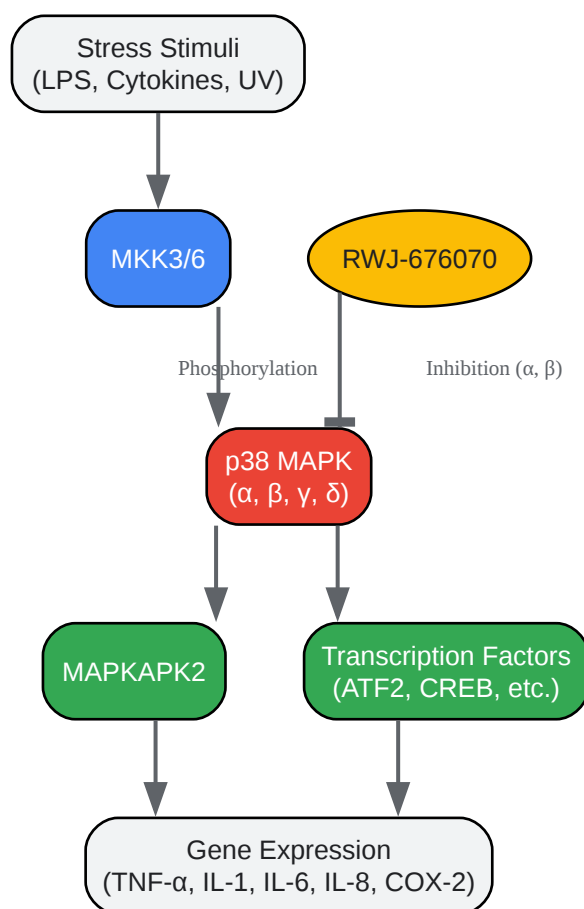 Stress Stimuli
(LPS, Cytokines, UV)
MKK3/6
RWJ-676070
Phosphorylation
Inhibition (α, β)
p38 MAPK
(α, β, γ, δ)
MAPKAPK2
Transcription Factors
(ATF2, CREB, etc.)
Gene Expression
(TNF-α, IL-1, IL-6, IL-8, COX-2)